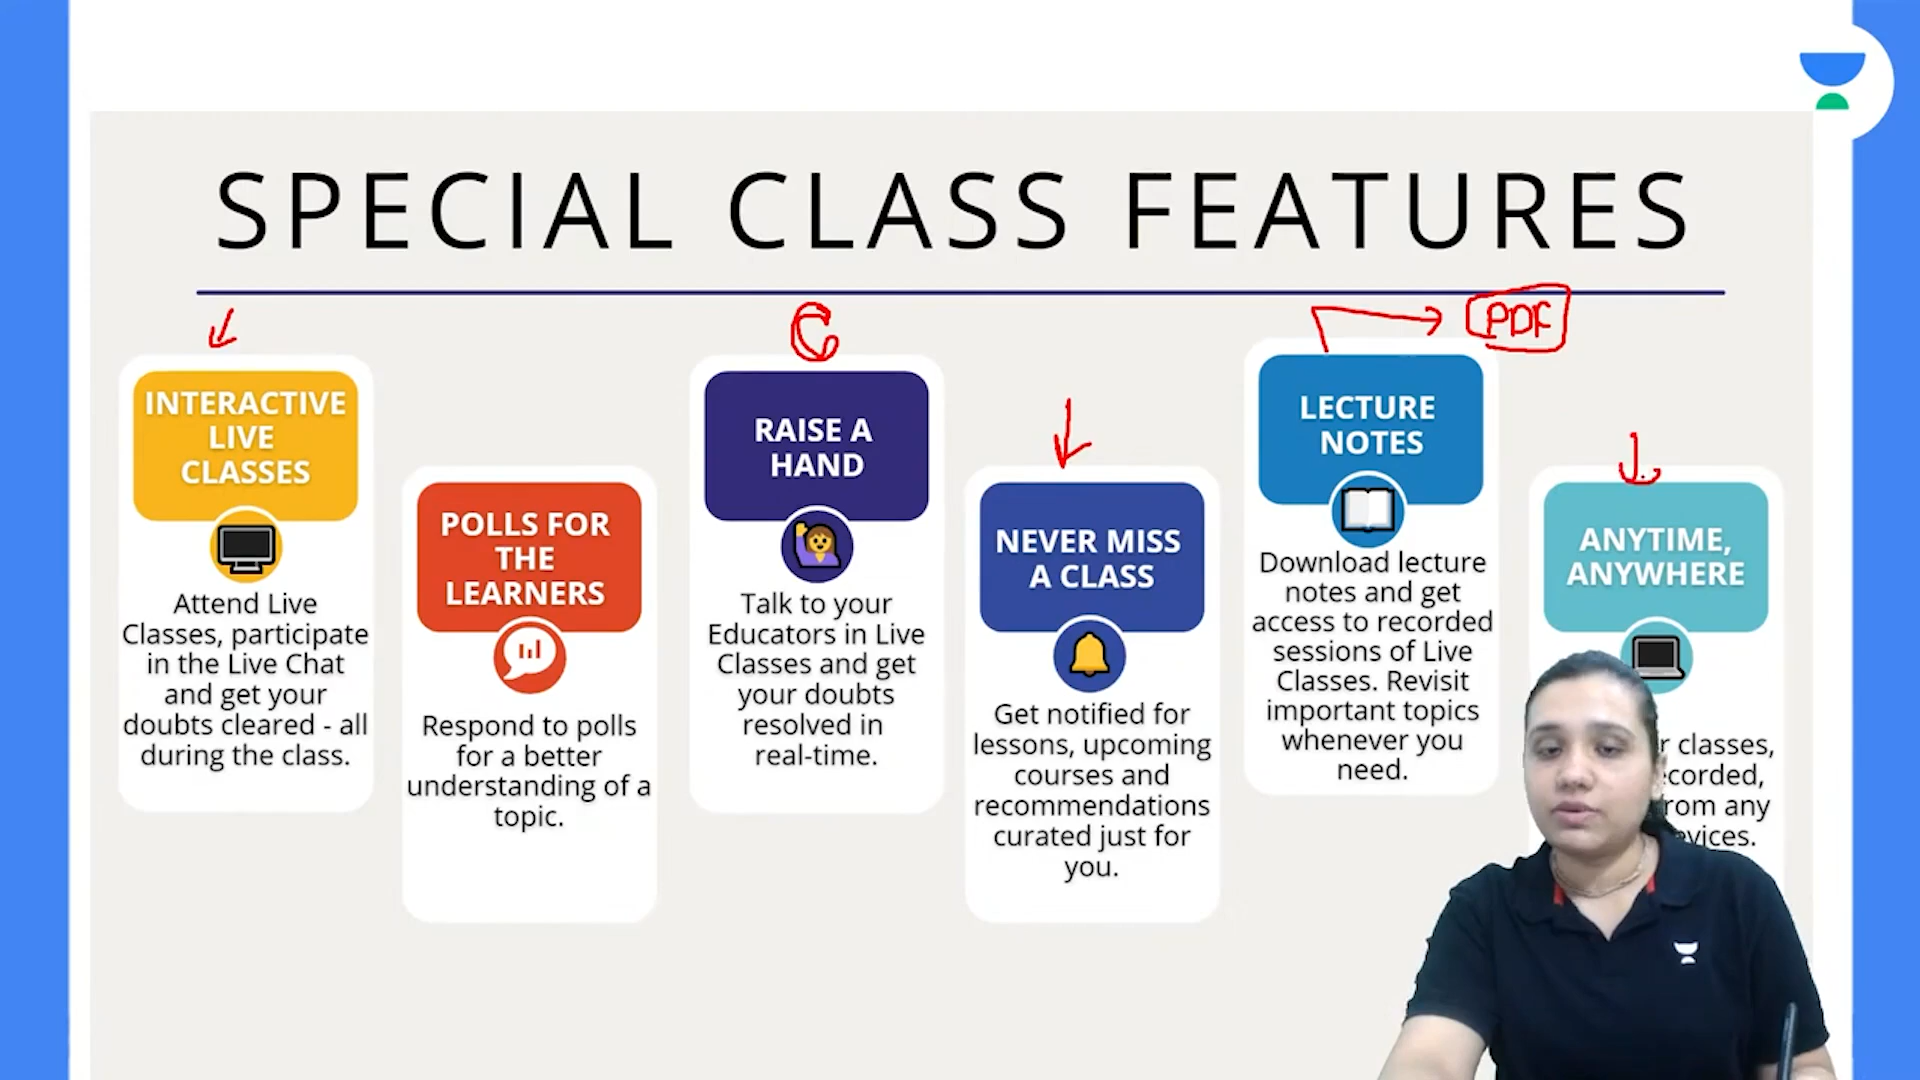 SPECIAL CLASS FEATURES
PDF
INTERACTIVE
LIVE
CLASSES
Attend Live
Classes, participate
in the Live Chat
and get your
doubts cleared - all
during the class.
POLLS FOR
THE
LEARNERS
Respond to polls
for a better
understanding of a
topic.
RAISE A
HAND
Talk to your
Educators in Live
Classes and get
your doubts
resolved in
real-time.
NEVER MISS
A CLASS
Get notified for
lessons, upcoming
courses and
recommendations
curated just for
you.
LECTURE
NOTES
Download lecture
notes and get
access to recorded
sessions of Live
Classes. Revisit
important topics
whenever you
need.
ANYTIME,
ANYWHERE
classes,
any